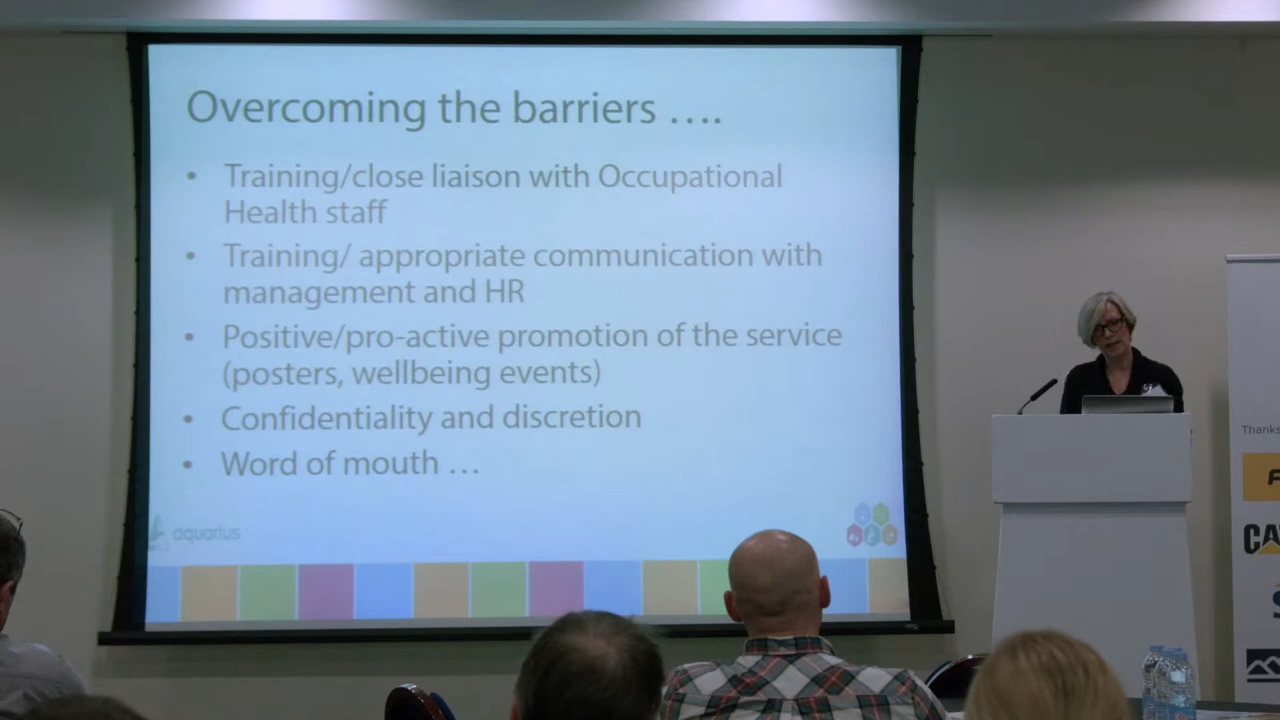 Overcoming the barriers ….
• Training/close liaison with Occupational
Health staff
• Training/ appropriate communication with
management and HR
• Positive/pro-active promotion of the service
(posters, wellbeing events)
• Confidentiality and discretion
• Word of mouth …
aquarius
Thanks